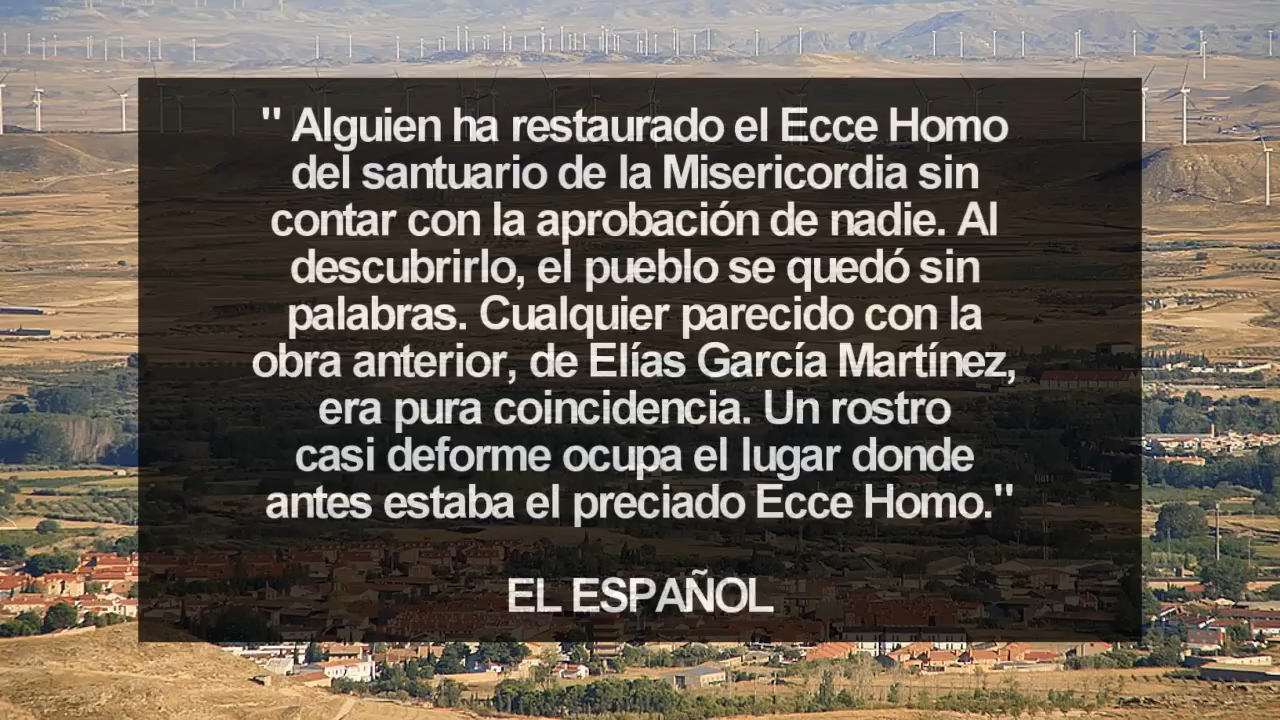 " Alguien ha restaurado el Ecce Homo
del santuario de la Misericordia sin
contar con la aprobación de nadie. Al
descubrirlo, el pueblo se quedó sin
palabras. Cualquier parecido con la
obra anterior, de Elías García Martínez,
era pura coincidencia. Un rostro
casi deforme ocupa el lugar donde
antes estaba el preciado Ecce Homo."
EL ESPAÑOL